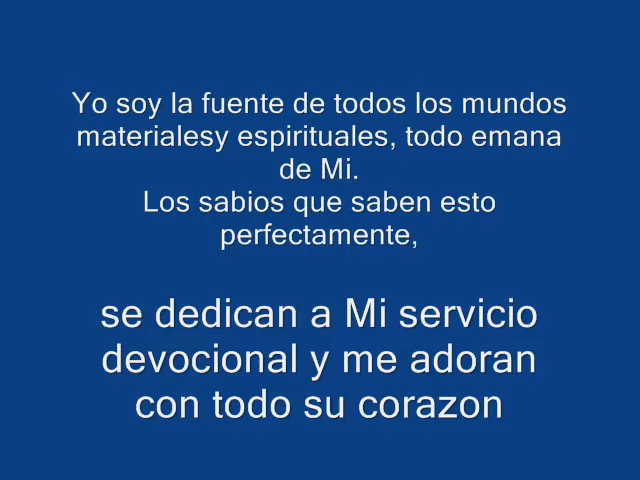 Yo soy la fuente de todos los mundos
materialesy espirituales, todo emana
de Mi.
Los sabios que saben esto
perfectamente,
se dedican a Mi servicio
devocional y me adoran
con todo su corazon